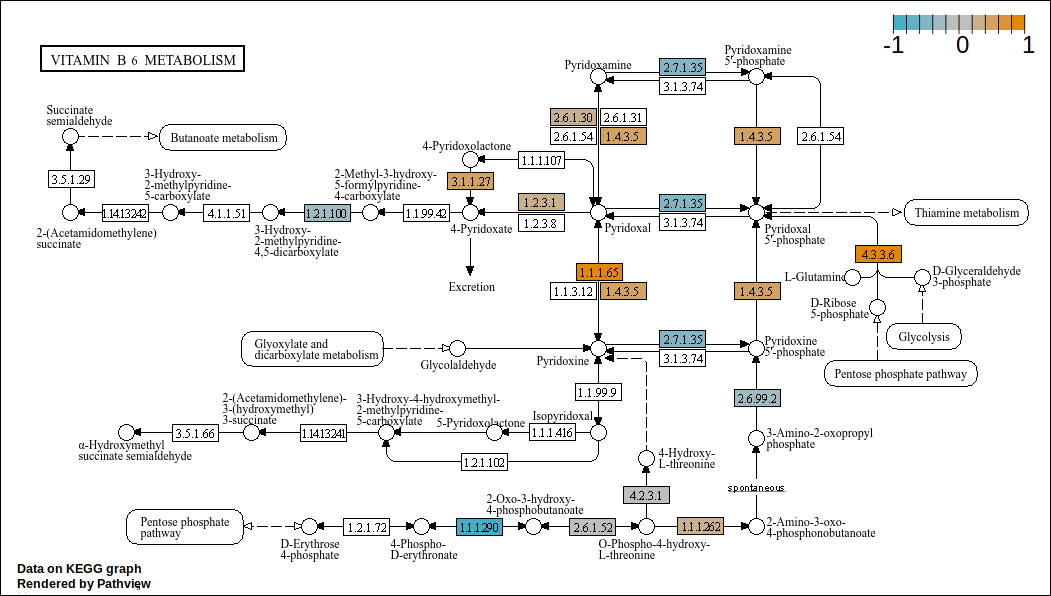 -1 0 1
VITAMIN B 6 METABOLISM
Pyridoxamine
Pyridoxamine
5'-phosphate
2.7.1.35
3.1.3.74
Succinate
semialdehyde
Butanoate metabolism
2.6.1.30
2.6.1.31
2.6.1.54
1.4.3.5
1.4.3.5
2.6.1.54
4-Pyridoxolactone
1.1.1.107
3.5.1.29
3-Hydroxy-
2-methylpyridine-
5-carboxylate
2-Methyl-3-hydroxy-
5-formylpyridine-
4-carboxylate
3.1.1.27
1.2.3.1
1.2.3.8
2.7.1.35
3.1.3.74
1.14.13.242
4.1.1.51
1.2.1.100
1.1.99.42
Thiamine metabolism
2-(Acetamidomethylene)
succinate
3-Hydroxy-
2-methylpyridine-
4,5-dicarboxylate
4-Pyridoxate
Pyridoxal
Pyridoxal
5'-phosphate
4.3.3.6
Excretion
1.1.1.65
1.1.3.12
1.4.3.5
1.4.3.5
L-Glutamine
D-Glyceraldehyde
3-phosphate
D-Ribose
5-phosphate
Glycolysis
Glyoxylate and
dicarboxylate metabolism
Glycolaldehyde
Pyridoxine
2.7.1.35
3.1.3.74
Pyridoxine
5'-phosphate
Pentose phosphate pathway
1.1.99.9
2.6.99.2
2-(Acetamidomethylene)-
3-(hydroxymethyl)
3-succinate
3-Hydroxy-4-hydroxymethyl-
2-methylpyridine-
5-carboxylate
5-Pyridoxolactone
Isopyridoxal
3.5.1.66
1.14.13.241
1.1.1.416
α-Hydroxymethyl
succinate semialdehyde
1.2.1.102
3-Amino-2-oxopropyl
phosphate
4-Hydroxy-
L-threonine
spontaneous
4.2.3.1
2-Oxo-3-hydroxy-
4-phosphobutanoate
Pentose phosphate
pathway
1.2.1.72
1.1.1.290
2.6.1.52
1.1.1.262
2-Amino-3-oxo-
4-phosphonobutanoate
D-Erythrose
4-phosphate
4-Phospho-
D-erythronate
O-Phospho-4-hydroxy-
L-threonine
Data on KEGG graph
Rendered by Pathview